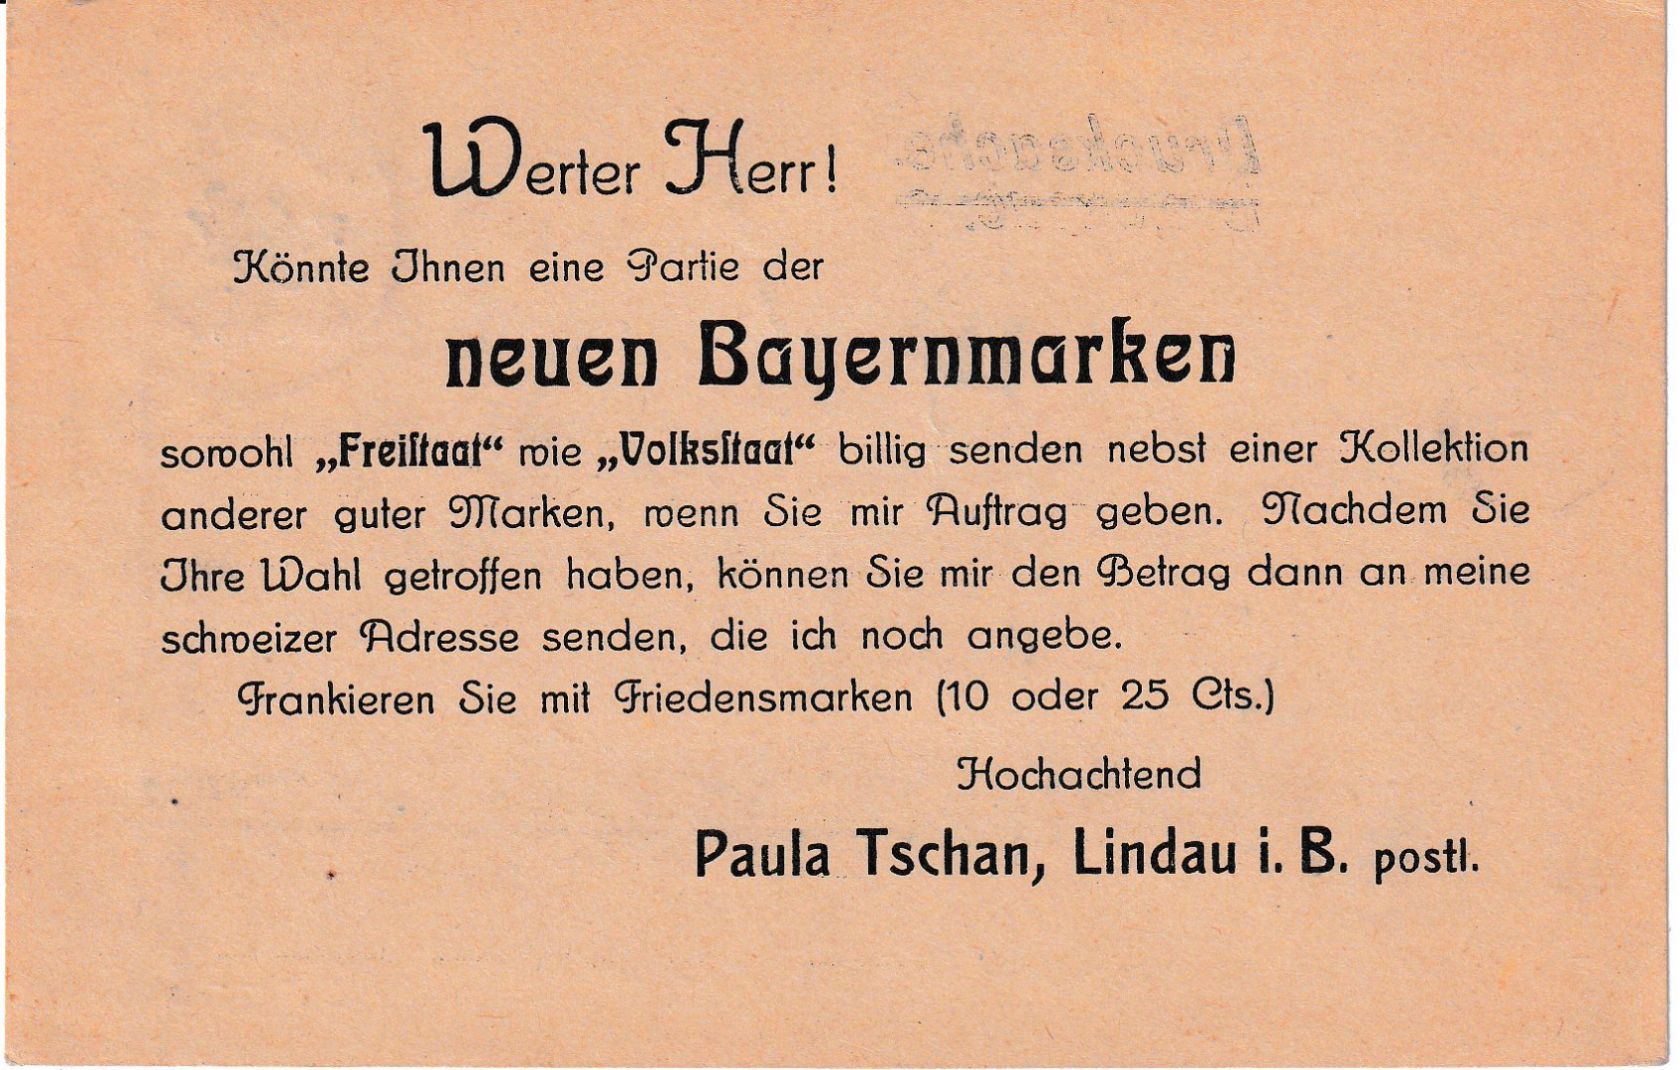 Werter Herr!
Drucksache.
Könnte Ihnen eine Partie der
neuen Bayernmarken
sowohl „Freistaat“ wie „Volksstaat“ billig senden nebst einer Kollektion
anderer guter Marken, wenn Sie mir Auftrag geben. Nachdem Sie
Ihre Wahl getroffen haben, können Sie mir den Betrag dann an meine
schweizer Adresse senden, die ich noch angebe.
Frankieren Sie mit Friedensmarken (10 oder 25 Cts.)
Hochachtend
Paula Tschan, Lindau i. B. postl.